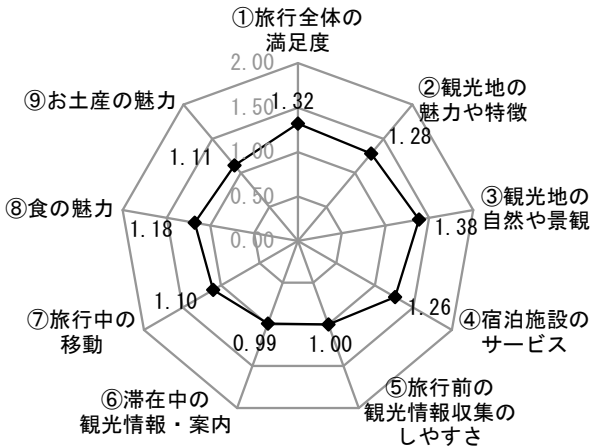 ①旅行全体の
満足度
2.00
1.50
1.00
0.50
0.00
1.32
②観光地の
魅力や特徴
1.28
③観光地の
自然や景観
1.38
④宿泊施設の
サービス
1.26
⑤旅行前の
観光情報収集の
しやすさ
1.00
⑥滞在中の
観光情報・案内
0.99
⑦旅行中の
移動
1.10
⑧食の魅力
1.18
⑨お土産の魅力
1.11